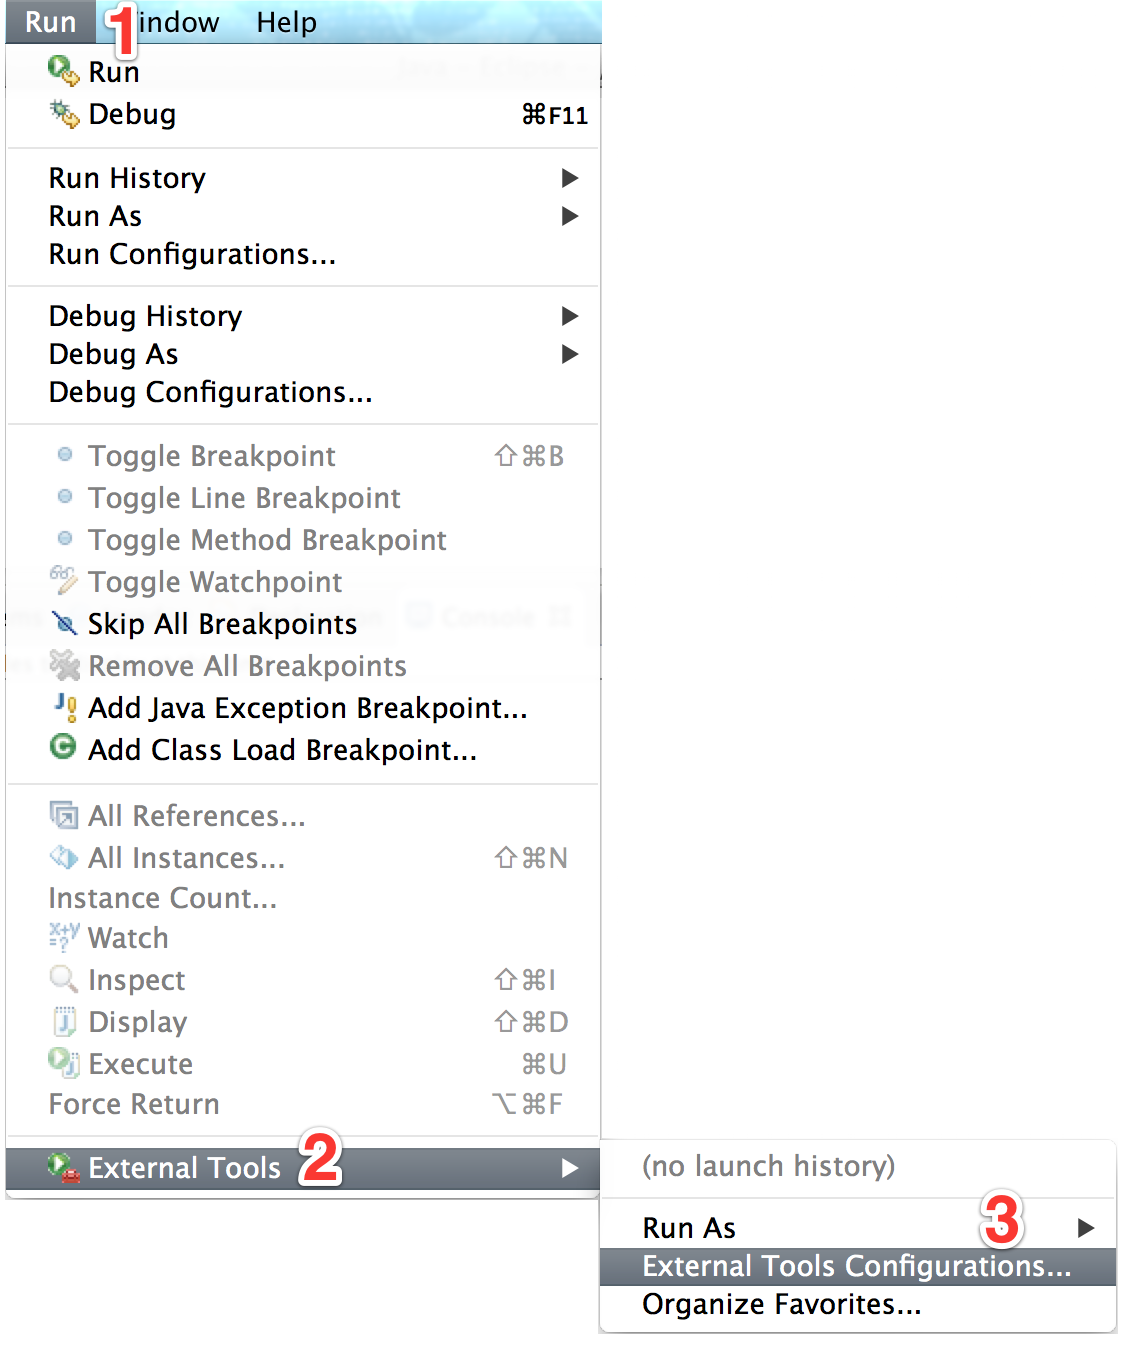 Run 1 indow Help
Run
Debug ⌘F11
Run History
Run As
Run Configurations...
Debug History
Debug As
Debug Configurations...
Toggle Breakpoint ⇧⌘B
Toggle Line Breakpoint
Toggle Method Breakpoint
Toggle Watchpoint
Console
Skip All Breakpoints
Remove All Breakpoints
Add Java Exception Breakpoint...
Add Class Load Breakpoint...
All References...
All Instances... ⇧⌘N
Instance Count...
Watch
Inspect ⇧⌘I
Display ⇧⌘D
Execute ⌘U
Force Return ⌥⌘F
External Tools 2
(no launch history)
Run As 3
External Tools Configurations...
Organize Favorites...